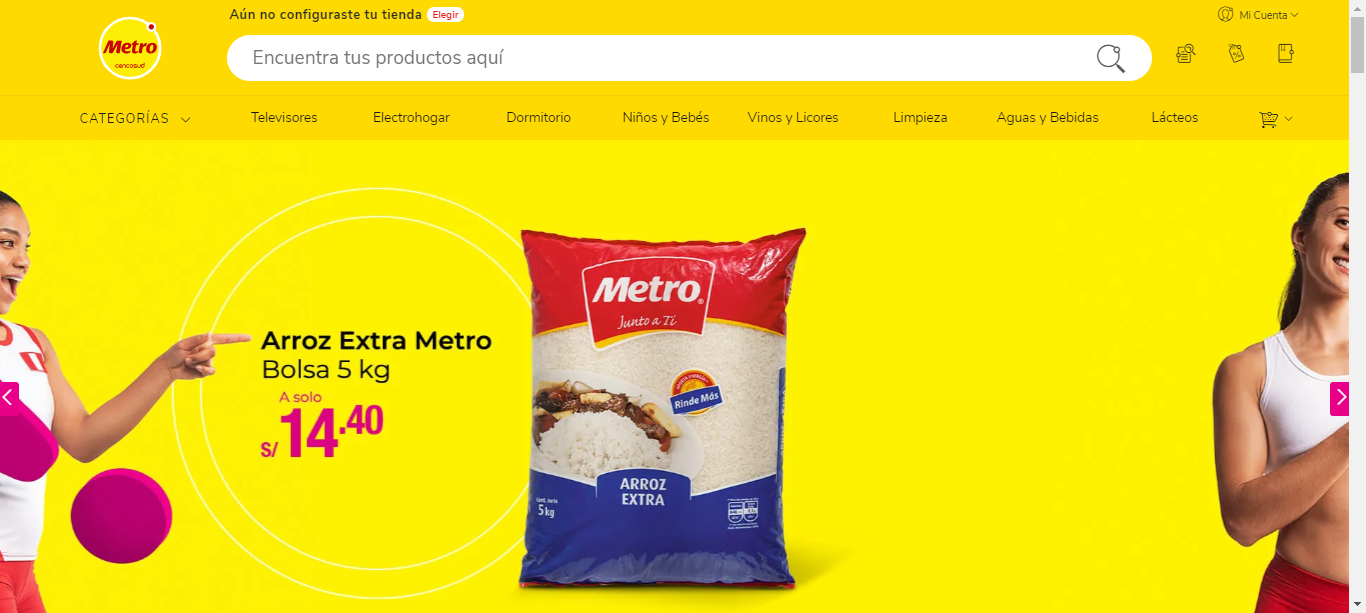 Aún no configuraste tu tienda Elegir
Mi Cuenta
Metro
cencosud
Encuentra tus productos aquí
CATEGORÍAS
Televisores
Electrohogar
Dormitorio
Niños y Bebés
Vinos y Licores
Limpieza
Aguas y Bebidas
Lácteos
Metro
Junto a Ti
Arroz Extra Metro
Bolsa 5 kg
A solo
S/ 14.40
Rinde Más
ARROZ
EXTRA
Cont. neto
5kg